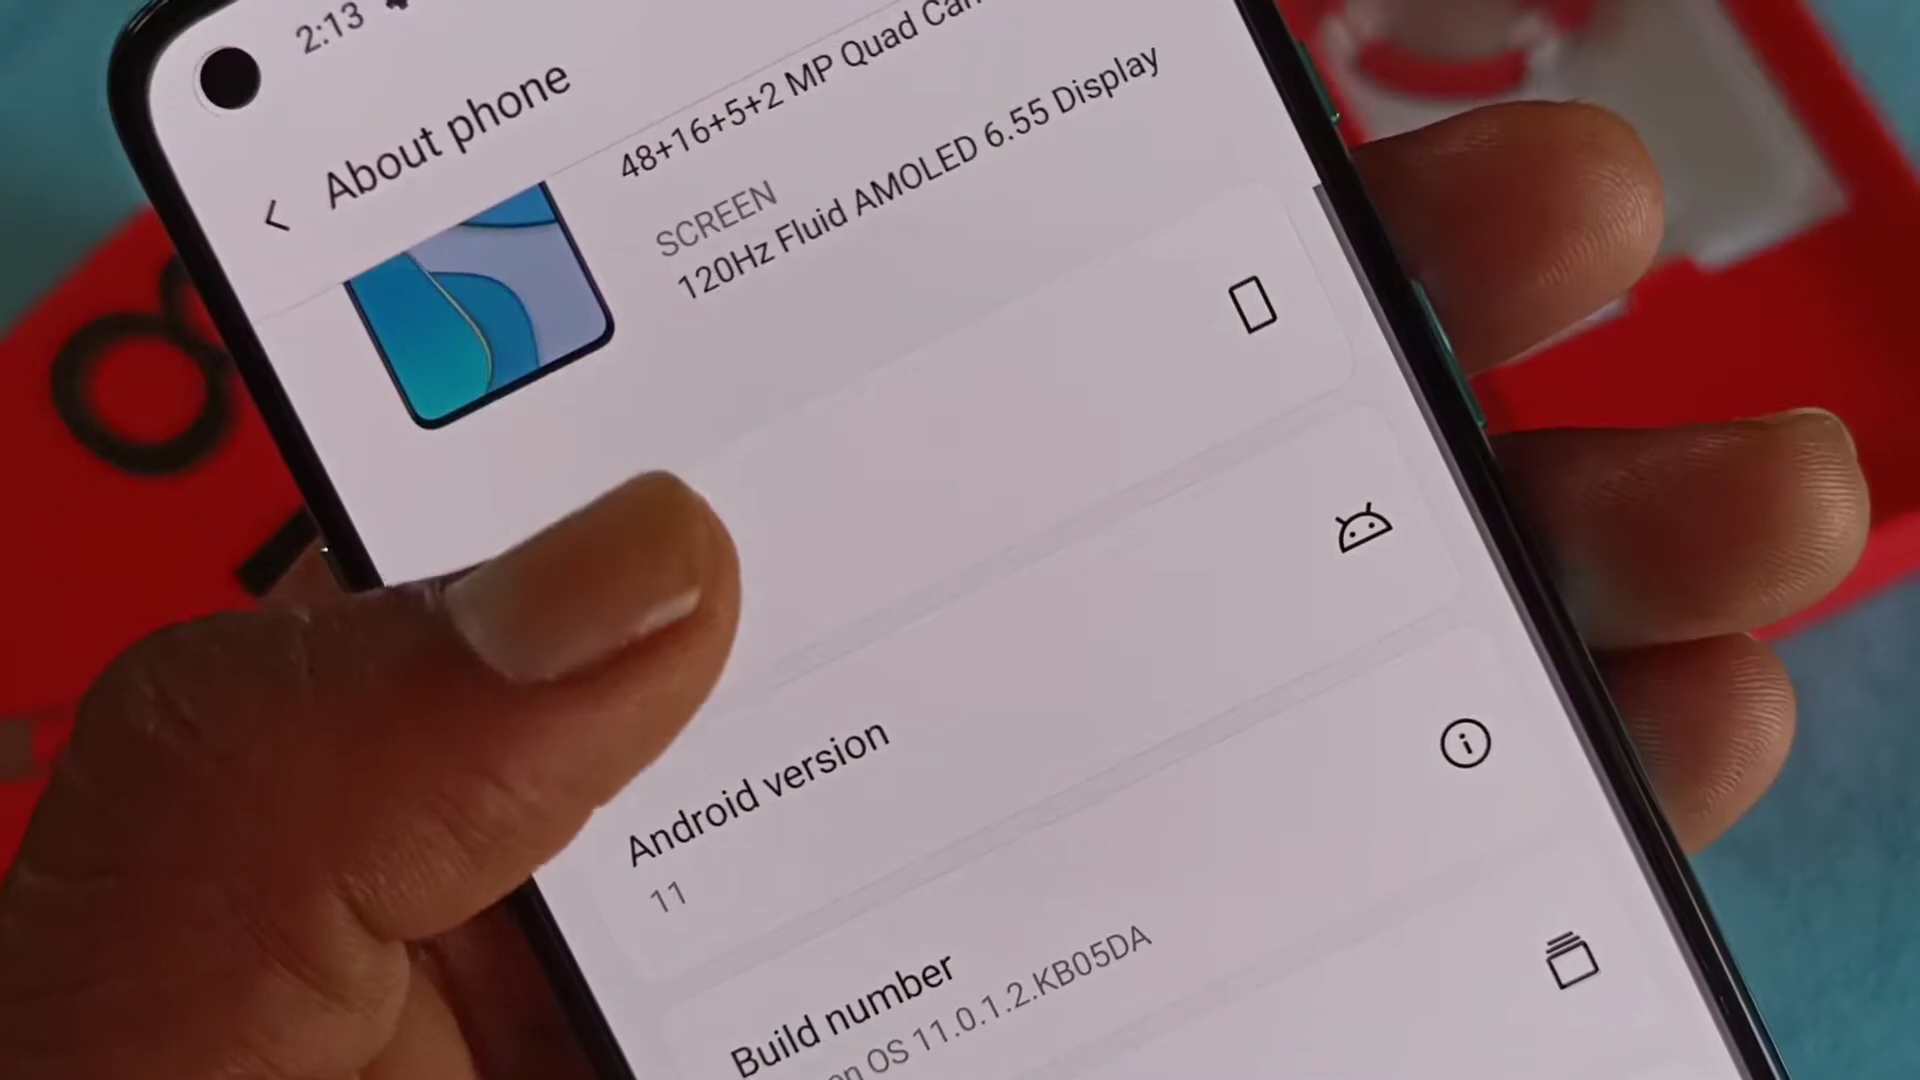 2:13
About phone
48+16+5+2 MP Quad
SCREEN
120Hz Fluid AMOLED 6.55 Display
Android version
11
Build number
OS 11.0.1.2.KB05DA
8